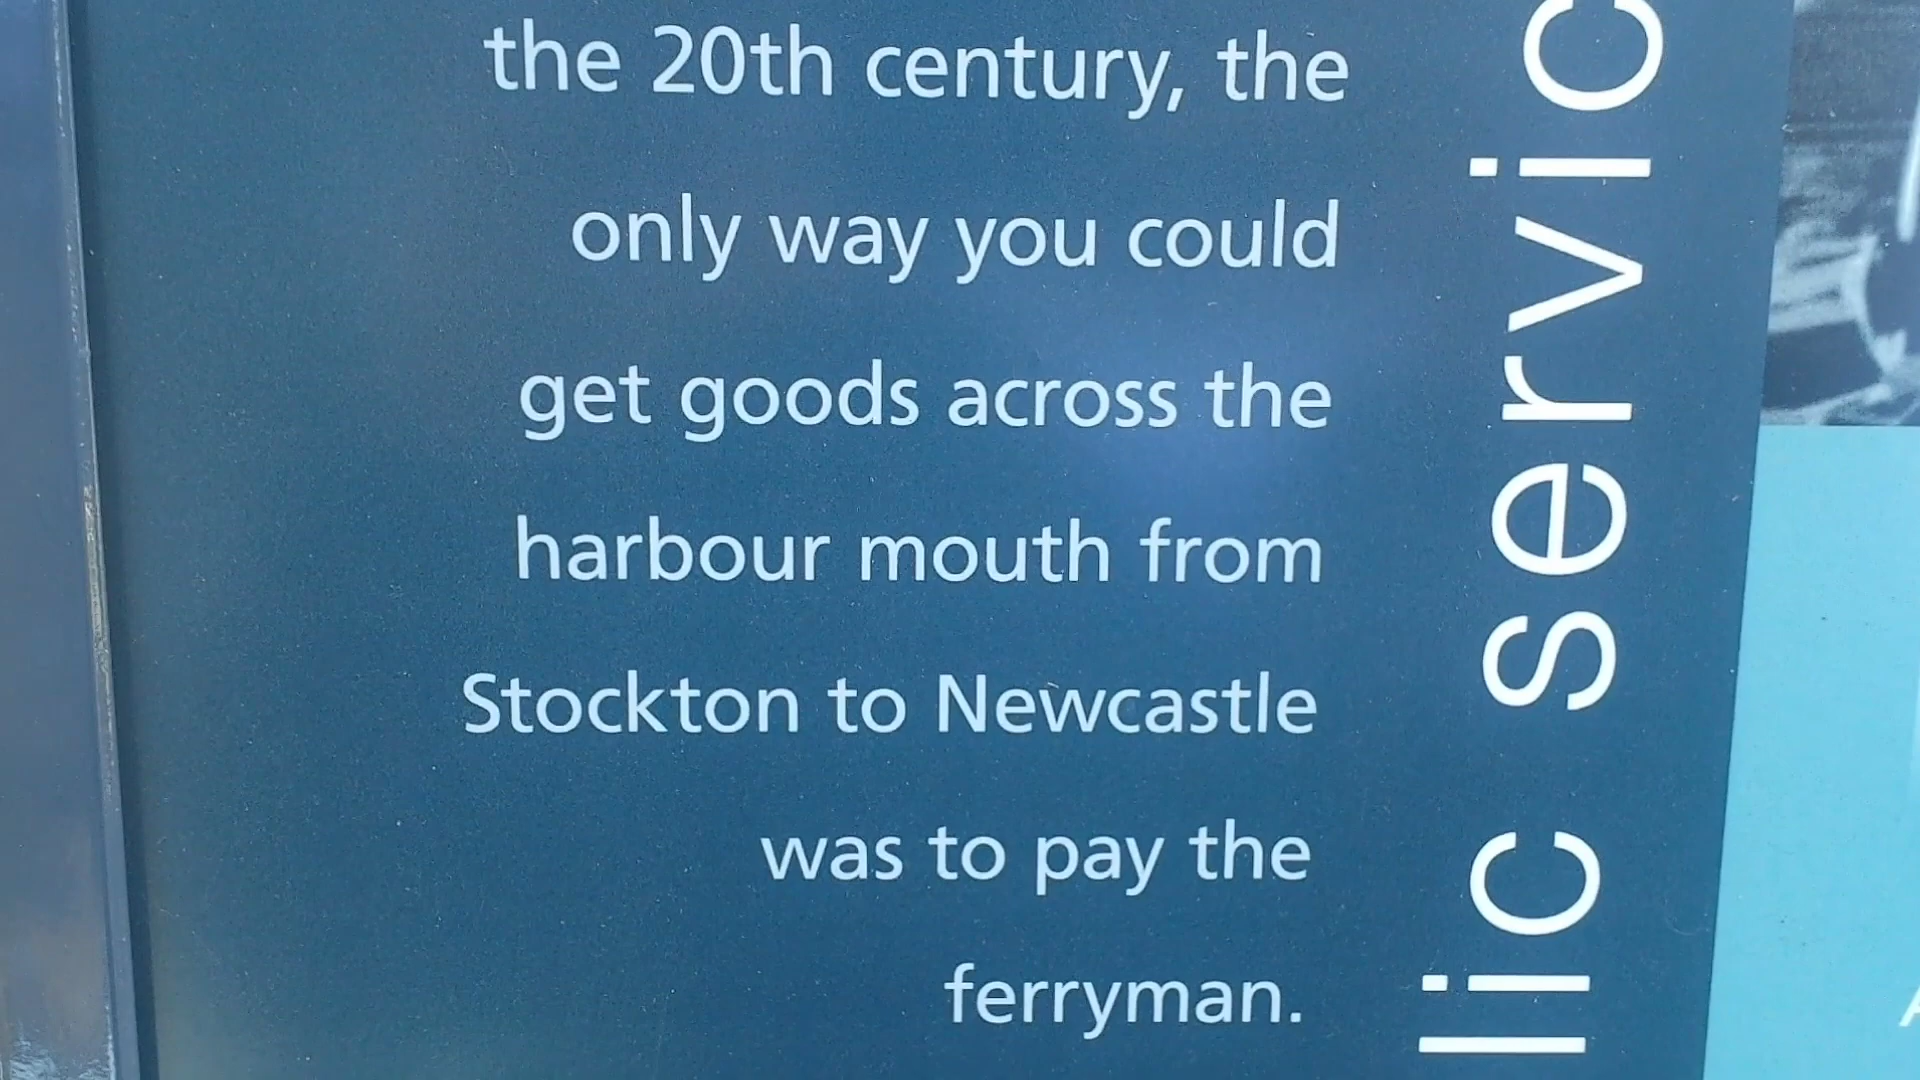 the 20th century, the
only way you could
get goods across the
harbour mouth from
Stockton to Newcastle
was to pay the
ferryman.
lic servic